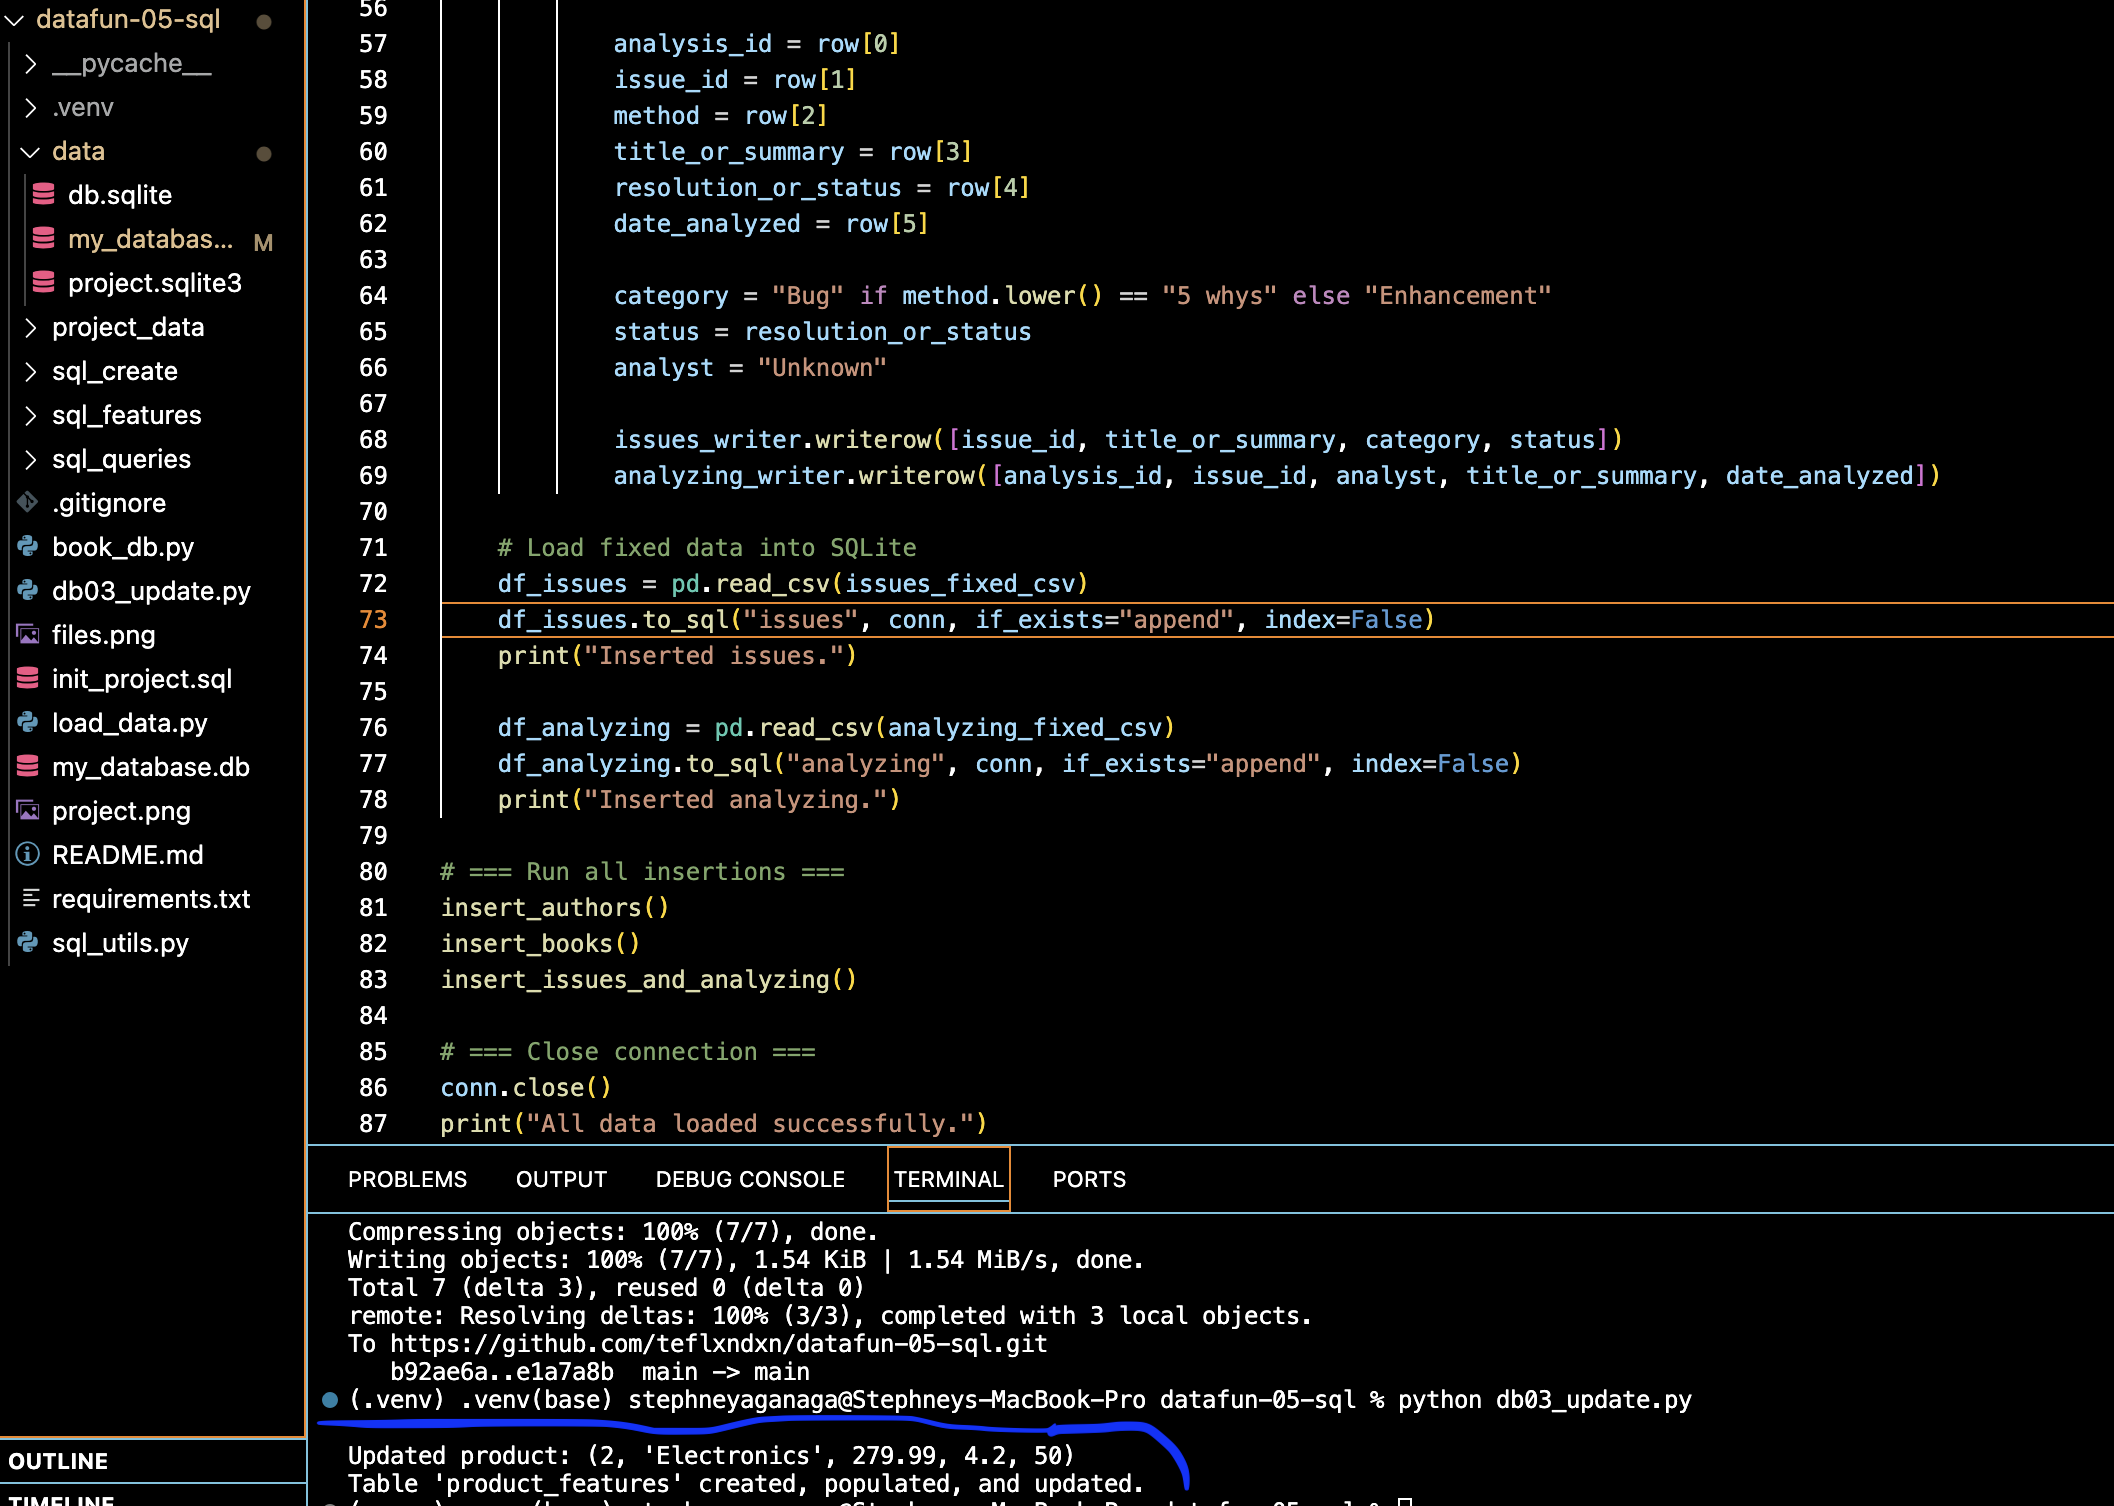 datafun-05-sql
__pycache__
.venv
data
db.sqlite
my_databas... M
project.sqlite3
project_data
sql_create
sql_features
sql_queries
.gitignore
book_db.py
db03_update.py
files.png
init_project.sql
load_data.py
my_database.db
project.png
README.md
requirements.txt
sql_utils.py
OUTLINE
TIMELINE
56
57 analysis_id = row[0]
58 issue_id = row[1]
59 method = row[2]
60 title_or_summary = row[3]
61 resolution_or_status = row[4]
62 date_analyzed = row[5]
63
64 category = "Bug" if method.lower() == "5 whys" else "Enhancement"
65 status = resolution_or_status
66 analyst = "Unknown"
67
68 issues_writer.writerow([issue_id, title_or_summary, category, status])
69 analyzing_writer.writerow([analysis_id, issue_id, analyst, title_or_summary, date_analyzed])
70
71 # Load fixed data into SQLite
72 df_issues = pd.read_csv(issues_fixed_csv)
73 df_issues.to_sql("issues", conn, if_exists="append", index=False)
74 print("Inserted issues.")
75
76 df_analyzing = pd.read_csv(analyzing_fixed_csv)
77 df_analyzing.to_sql("analyzing", conn, if_exists="append", index=False)
78 print("Inserted analyzing.")
79
80 # === Run all insertions ===
81 insert_authors()
82 insert_books()
83 insert_issues_and_analyzing()
84
85 # === Close connection ===
86 conn.close()
87 print("All data loaded successfully.")
PROBLEMS OUTPUT DEBUG CONSOLE TERMINAL PORTS
Compressing objects: 100% (7/7), done.
Writing objects: 100% (7/7), 1.54 KiB | 1.54 MiB/s, done.
Total 7 (delta 3), reused 0 (delta 0)
remote: Resolving deltas: 100% (3/3), completed with 3 local objects.
To https://github.com/teflxndxn/datafun-05-sql.git
b92ae6a..e1a7a8b main -> main
(.venv) .venv(base) stephneyaganaga@Stephneys-MacBook-Pro datafun-05-sql % python db03_update.py
Updated product: (2, 'Electronics', 279.99, 4.2, 50)
Table 'product_features' created, populated, and updated.